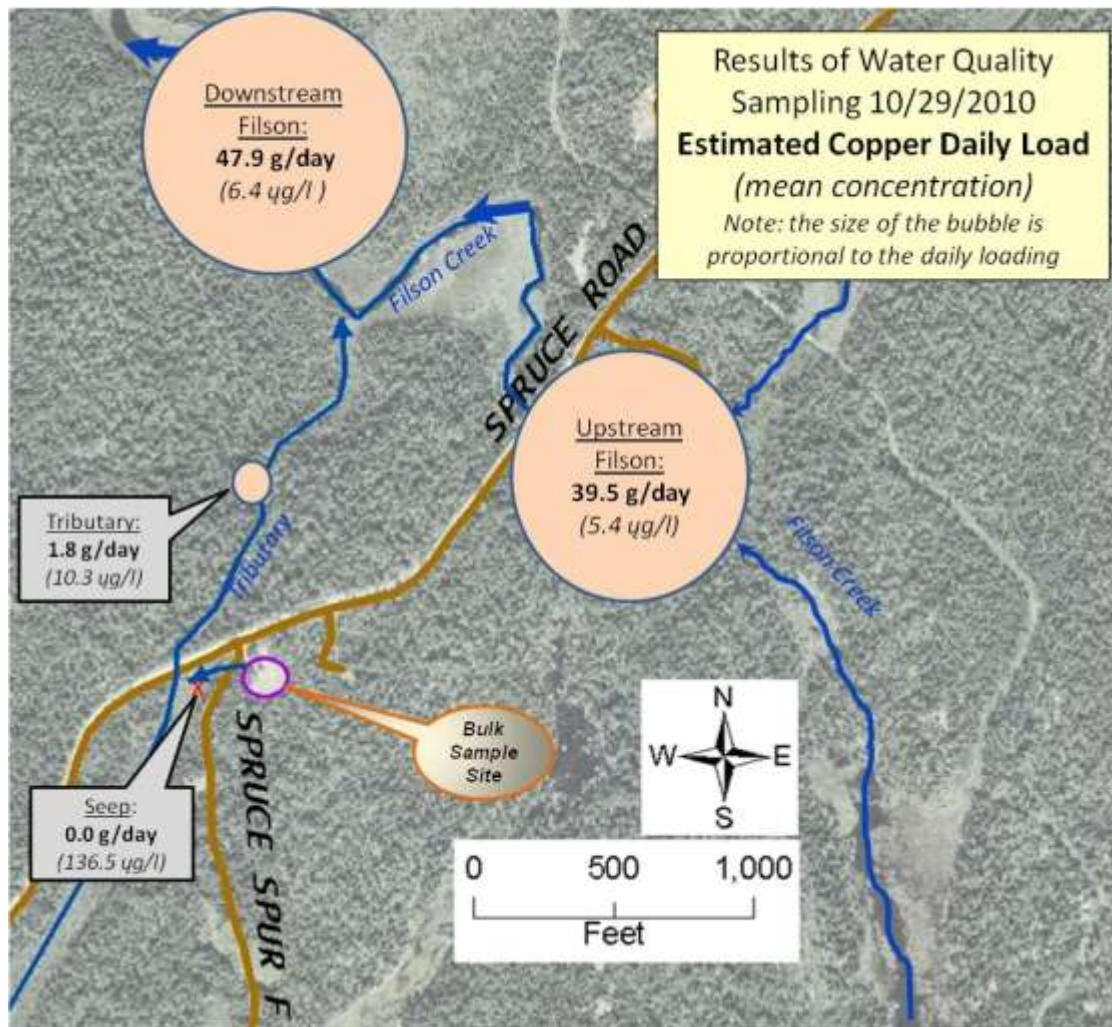 Results of Water Quality
Sampling 10/29/2010
Estimated Copper Daily Load
(mean concentration)
Note: the size of the bubble is
proportional to the daily loading
Downstream
Filson:
47.9 g/day
(6.4 ųg/l )
Filson Creek
SPRUCE ROAD
Upstream
Filson:
39.5 g/day
(5.4 ųg/l)
Filson Creek
Tributary:
1.8 g/day
(10.3 ųg/l)
Tributary
Bulk
Sample
Site
Seep:
0.0 g/day
(136.5 ųg/l)
X
SPRUCE SPUR F
N
W E
S
0 500 1,000
Feet